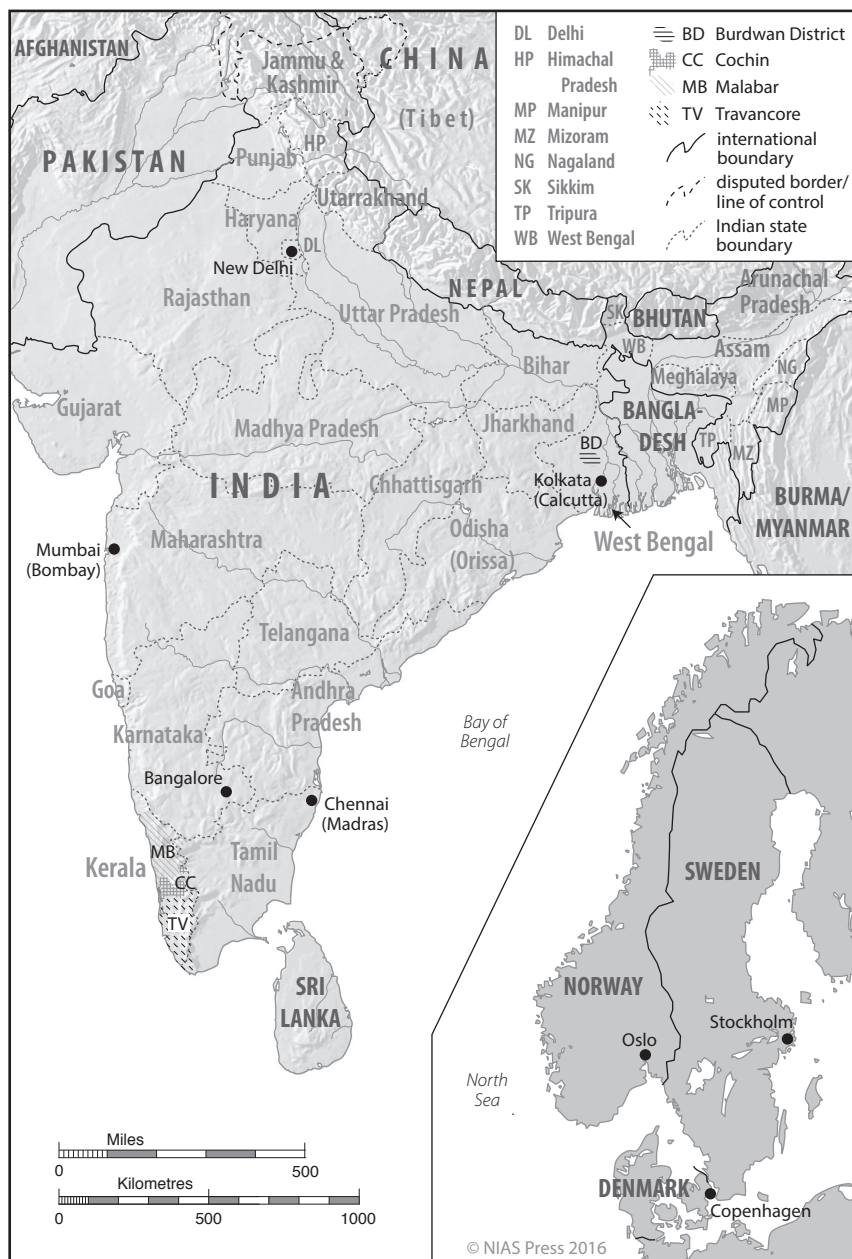 AFGHANISTAN
Jammu &
Kashmir
CHINA
(Tibet)
PAKISTAN
Punjab
HP
Utarrakhand
Haryana
DL
New Delhi
Rajasthan
Uttar Pradesh
NEPAL
SK
BHUTAN
Arunachal
Pradesh
WB
Assam
Bihar
Meghalaya
NG
MP
Gujarat
Madhya Pradesh
Jharkhand
BANGLA-
DESH
TP
MZ
BD
INDIA
Chhattisgarh
Kolkata
(Calcutta)
BURMA/
MYANMAR
Mumbai
(Bombay)
Maharashtra
Odisha
(Orissa)
West Bengal
Telangana
Goa
Andhra
Pradesh
Karnataka
Bay of
Bengal
Bangalore
Chennai
(Madras)
MB
Kerala
CC
Tamil
Nadu
TV
SRI
LANKA
DL Delhi
HP Himachal
Pradesh
MP Manipur
MZ Mizoram
NG Nagaland
SK Sikkim
TP Tripura
WB West Bengal
BD Burdwan District
CC Cochin
MB Malabar
TV Travancore
international
boundary
disputed border/
line of control
Indian state
boundary
SWEDEN
NORWAY
Stockholm
Oslo
North
Sea
DENMARK
Copenhagen
Miles
0 500
Kilometres
0 500 1000
© NIAS Press 2016